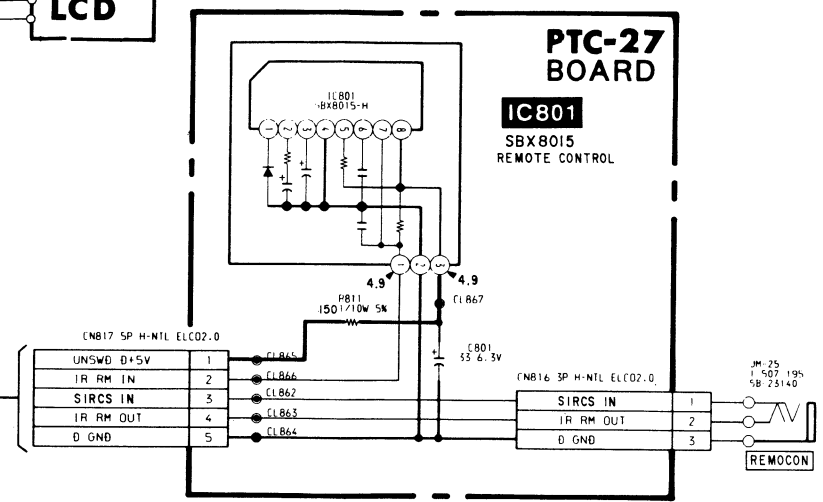 LCD
PTC-27
BOARD
IC801
SBX8015-H
1 2 3 4 5 6 7 8
IC801
SBX8015
REMOTE CONTROL
1 2 3
4.9
4.9
CL867
R811
150 1/10W 5%
C801
33 6.3V
CN817 5P H-NTL ELCO2.0
UNSWD D+5V 1 CL865
IR RM IN 2 CL866
SIRCS IN 3 CL862
IR RM OUT 4 CL863
D GND 5 CL864
CN816 3P H-NTL ELCO2.0
SIRCS IN 1
IR RM OUT 2
D GND 3
JM-25
1 507 195
SB-23140
REMOCON